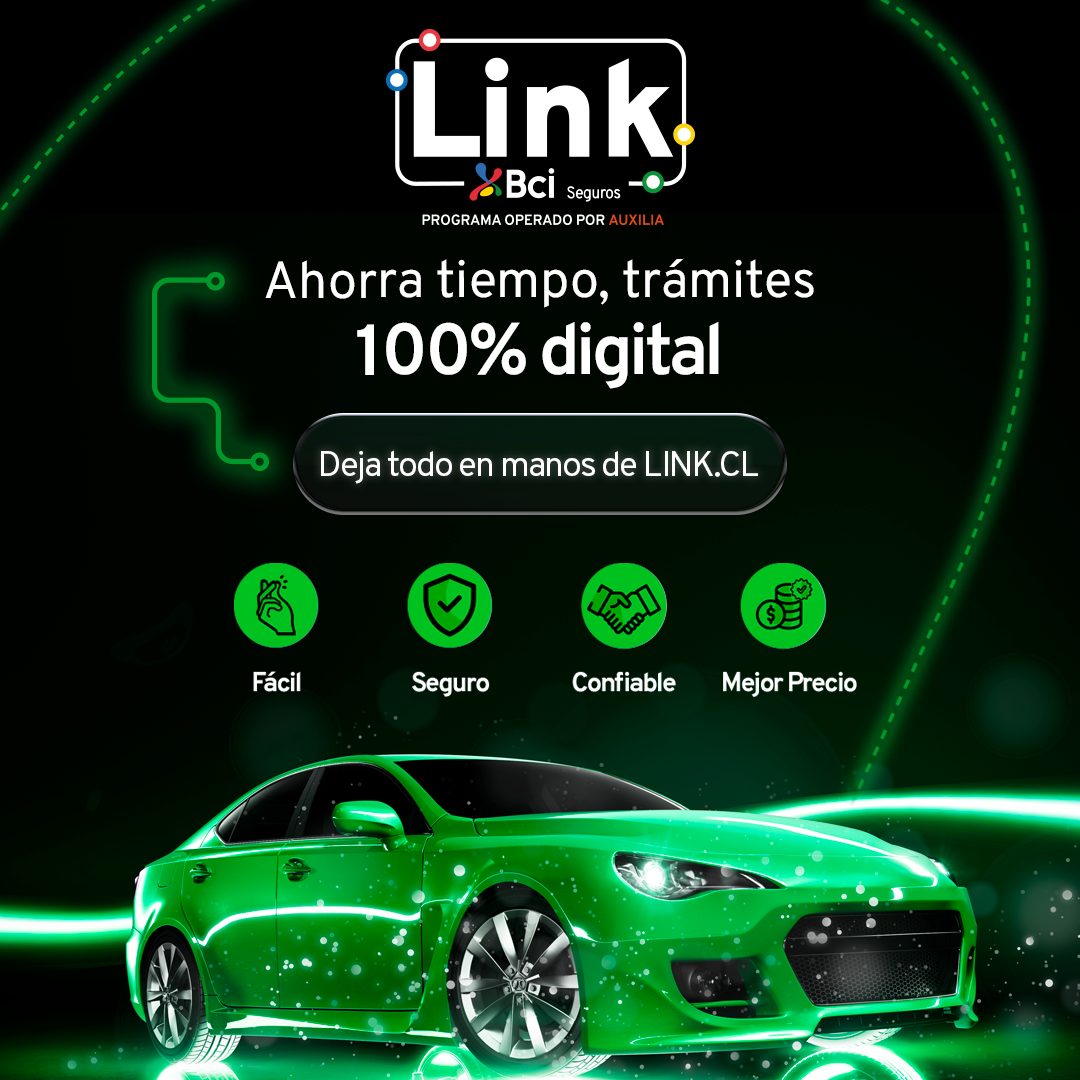 Link
Bci Seguros
PROGRAMA OPERADO POR AUXILIA
Ahorra tiempo, trámites
100% digital
Deja todo en manos de LINK.CL
Fácil
Seguro
Confiable
Mejor Precio